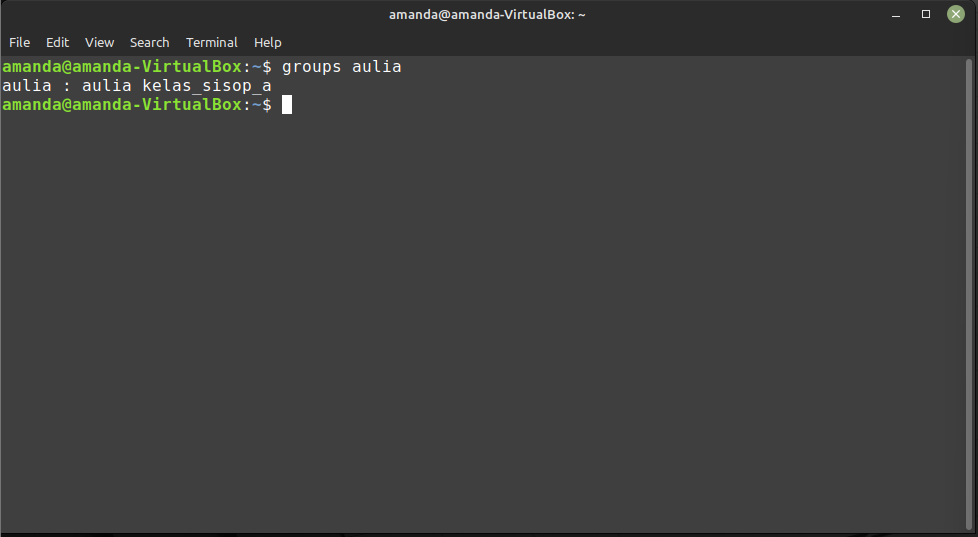 amanda@amanda-VirtualBox: ~
File Edit View Search Terminal Help
amanda@amanda-VirtualBox:~$ groups aulia
aulia : aulia kelas_sisop_a
amanda@amanda-VirtualBox:~$